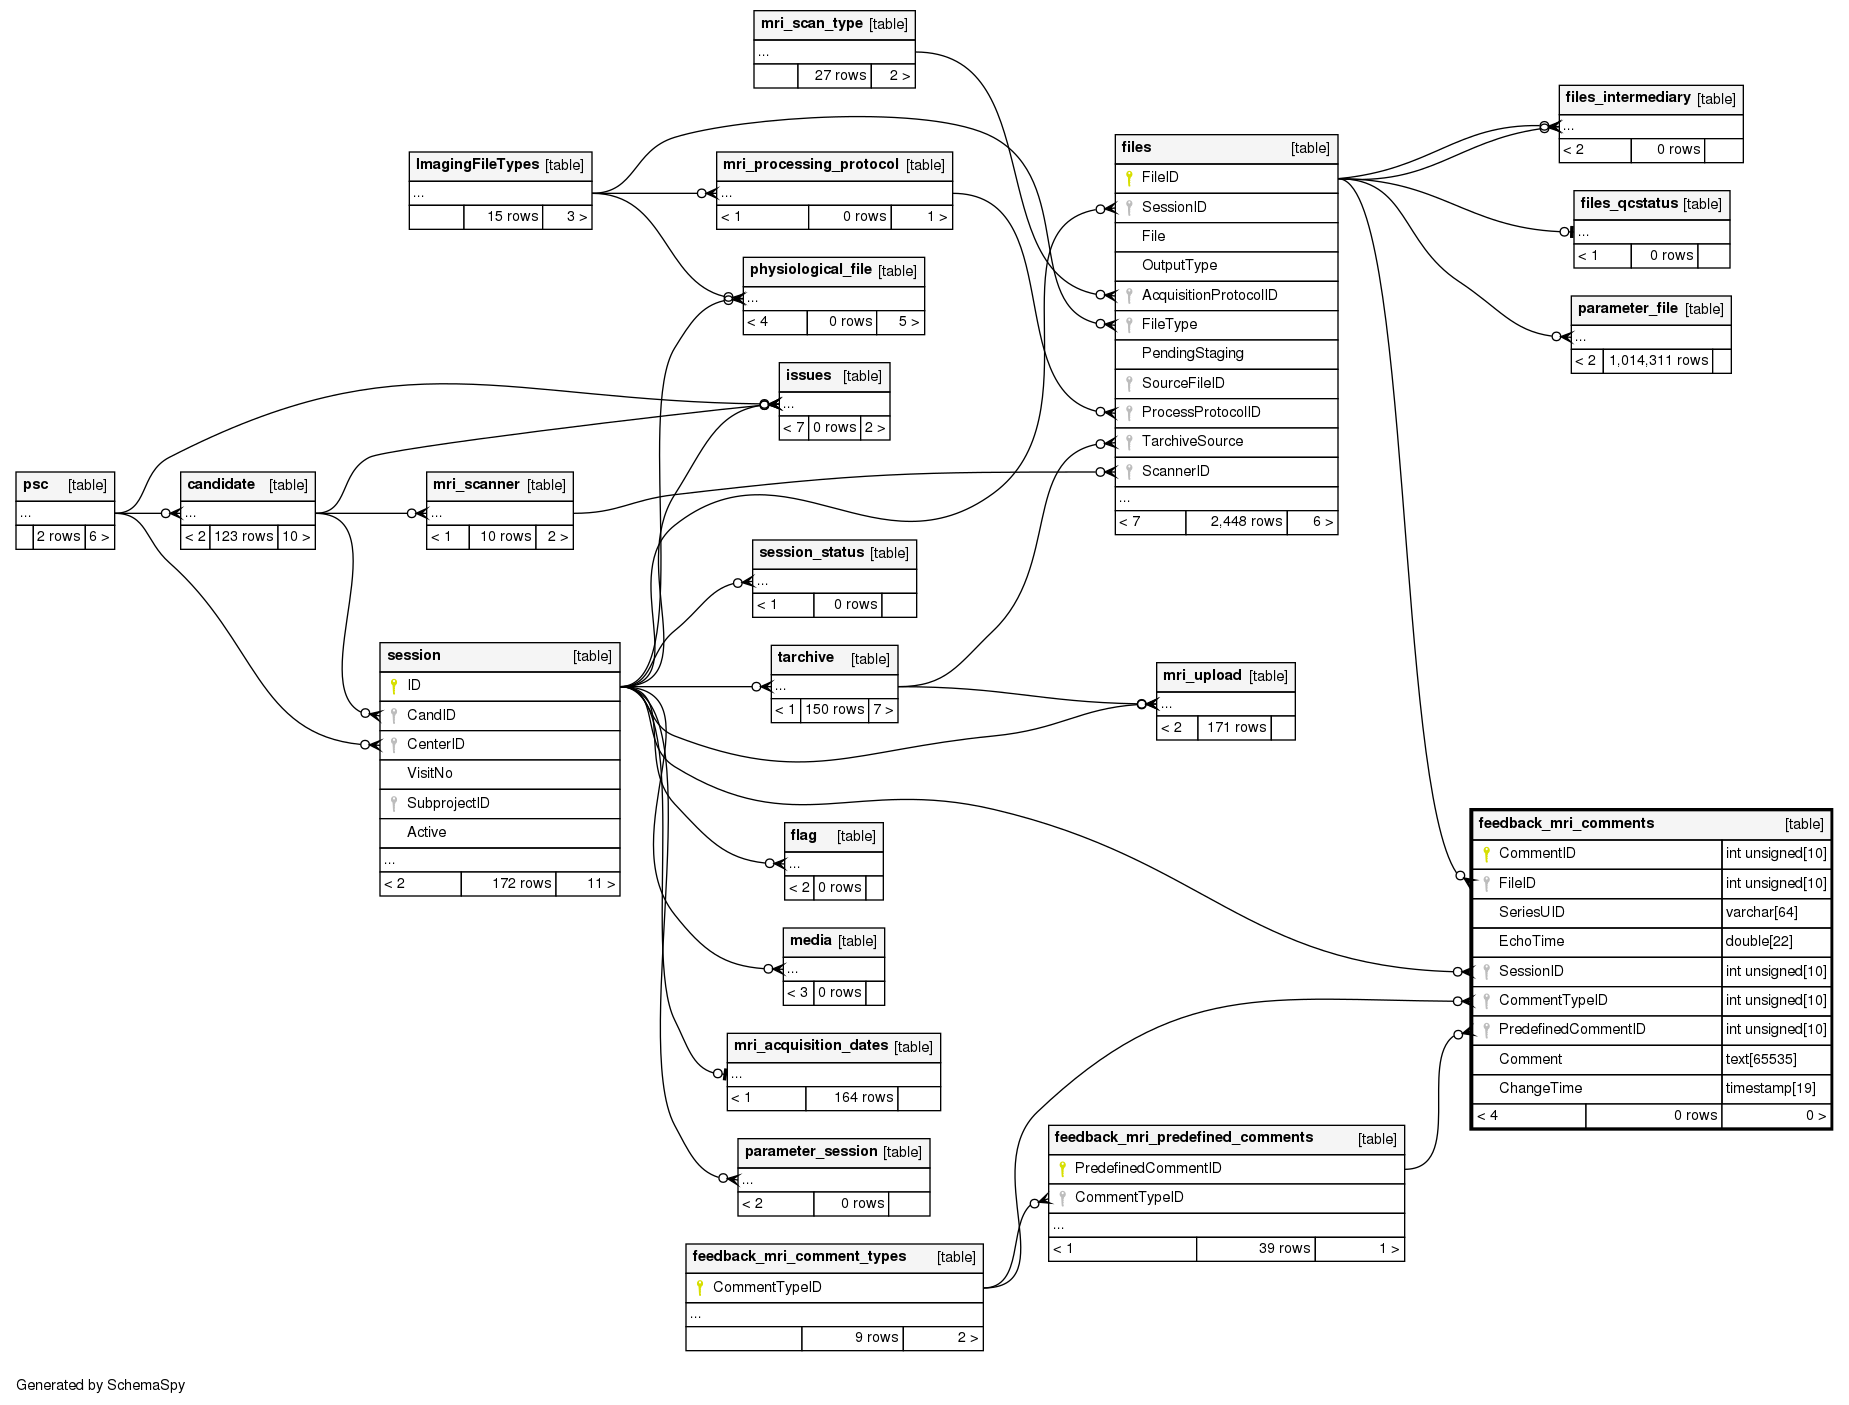 mri_scan_type [table]
...
27 rows 2 >
files_intermediary [table]
...
< 2 0 rows
ImagingFileTypes [table]
...
15 rows 3 >
mri_processing_protocol [table]
...
< 1 0 rows 1 >
files [table]
FileID
SessionID
File
OutputType
AcquisitionProtocolID
FileType
PendingStaging
SourceFileID
ProcessProtocolID
TarchiveSource
ScannerID
...
< 7 2,448 rows 6 >
files_qcstatus [table]
...
< 1 0 rows
physiological_file [table]
...
< 4 0 rows 5 >
parameter_file [table]
...
< 2 1,014,311 rows
issues [table]
...
< 7 0 rows 2 >
psc [table]
...
2 rows 6 >
candidate [table]
...
< 2 123 rows 10 >
mri_scanner [table]
...
< 1 10 rows 2 >
session_status [table]
...
< 1 0 rows
session [table]
ID
CandID
CenterID
VisitNo
SubprojectID
Active
...
< 2 172 rows 11 >
tarchive [table]
...
< 1 150 rows 7 >
mri_upload [table]
...
< 2 171 rows
flag [table]
...
< 2 0 rows
feedback_mri_comments [table]
CommentID int unsigned[10]
FileID int unsigned[10]
SeriesUID varchar[64]
EchoTime double[22]
SessionID int unsigned[10]
CommentTypeID int unsigned[10]
PredefinedCommentID int unsigned[10]
Comment text[65535]
ChangeTime timestamp[19]
< 4 0 rows 0 >
media [table]
...
< 3 0 rows
mri_acquisition_dates [table]
...
< 1 164 rows
parameter_session [table]
...
< 2 0 rows
feedback_mri_predefined_comments [table]
PredefinedCommentID
CommentTypeID
...
< 1 39 rows 1 >
feedback_mri_comment_types [table]
CommentTypeID
...
9 rows 2 >
Generated by SchemaSpy